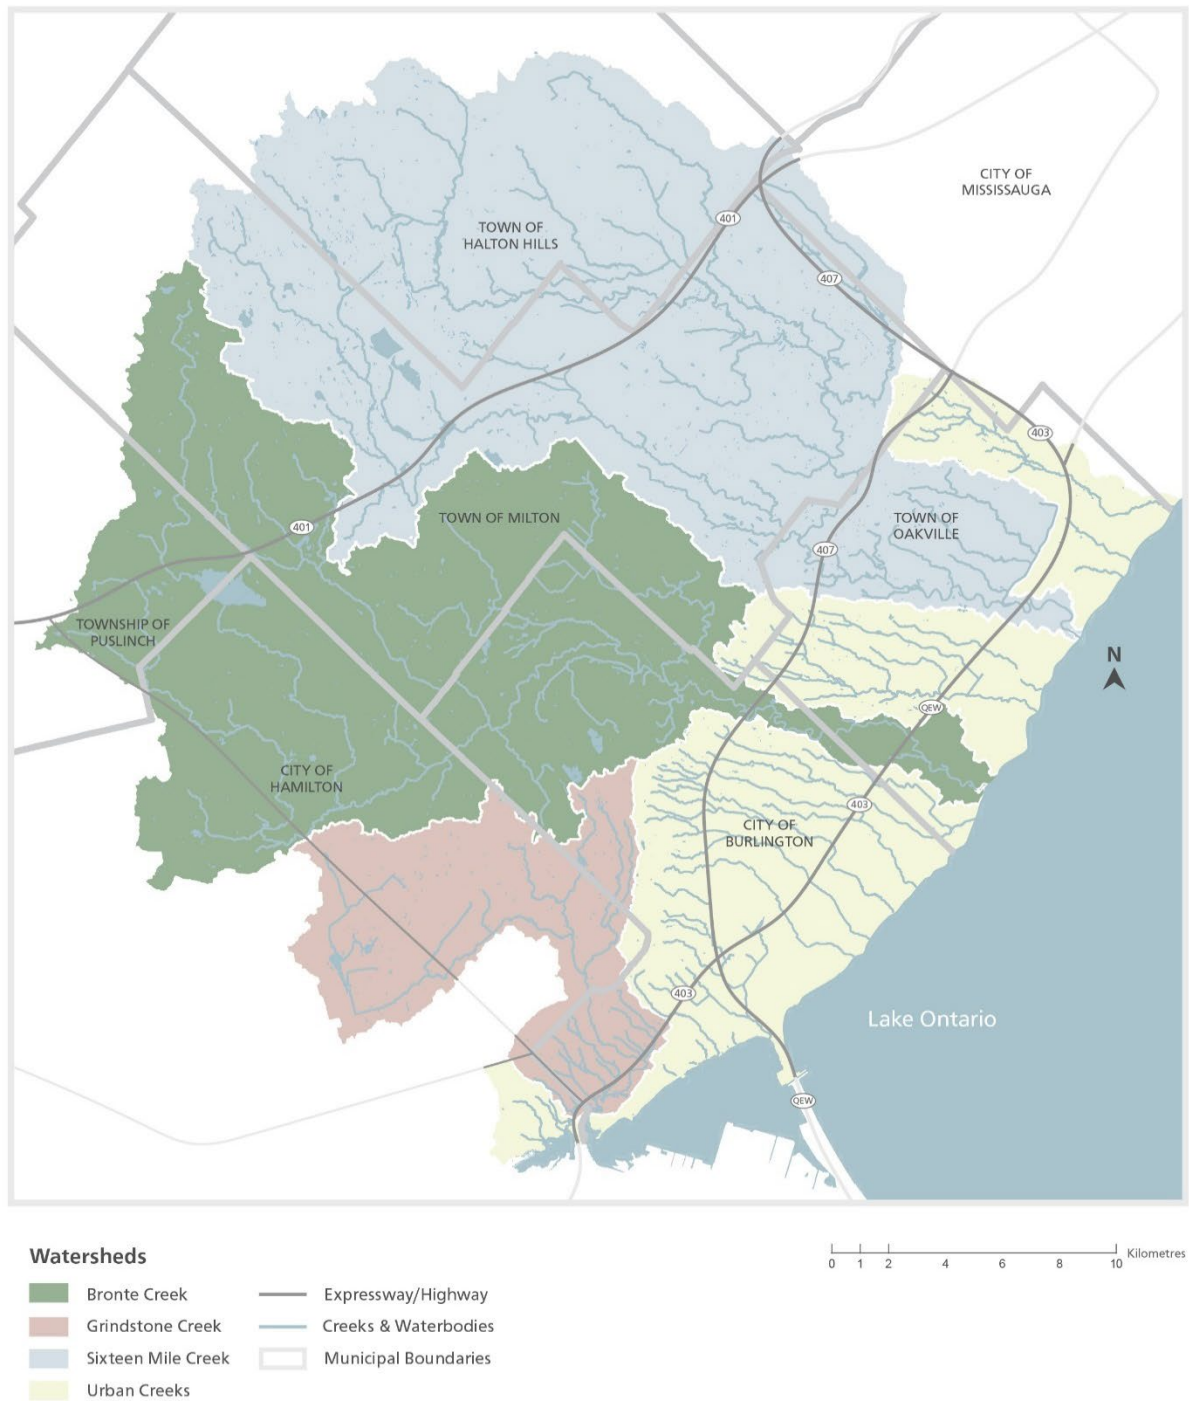 CITY OF
MISSISSAUGA
TOWN OF
HALTON HILLS
401
407
403
TOWN OF MILTON
401
TOWN OF
OAKVILLE
407
TOWNSHIP OF
PUSLINCH
N
QEW
CITY OF
HAMILTON
403
CITY OF
BURLINGTON
403
Lake Ontario
QEW
Watersheds
Bronte Creek
Grindstone Creek
Sixteen Mile Creek
Urban Creeks
Expressway/Highway
Creeks & Waterbodies
Municipal Boundaries
Kilometres
0 1 2 4 6 8 10